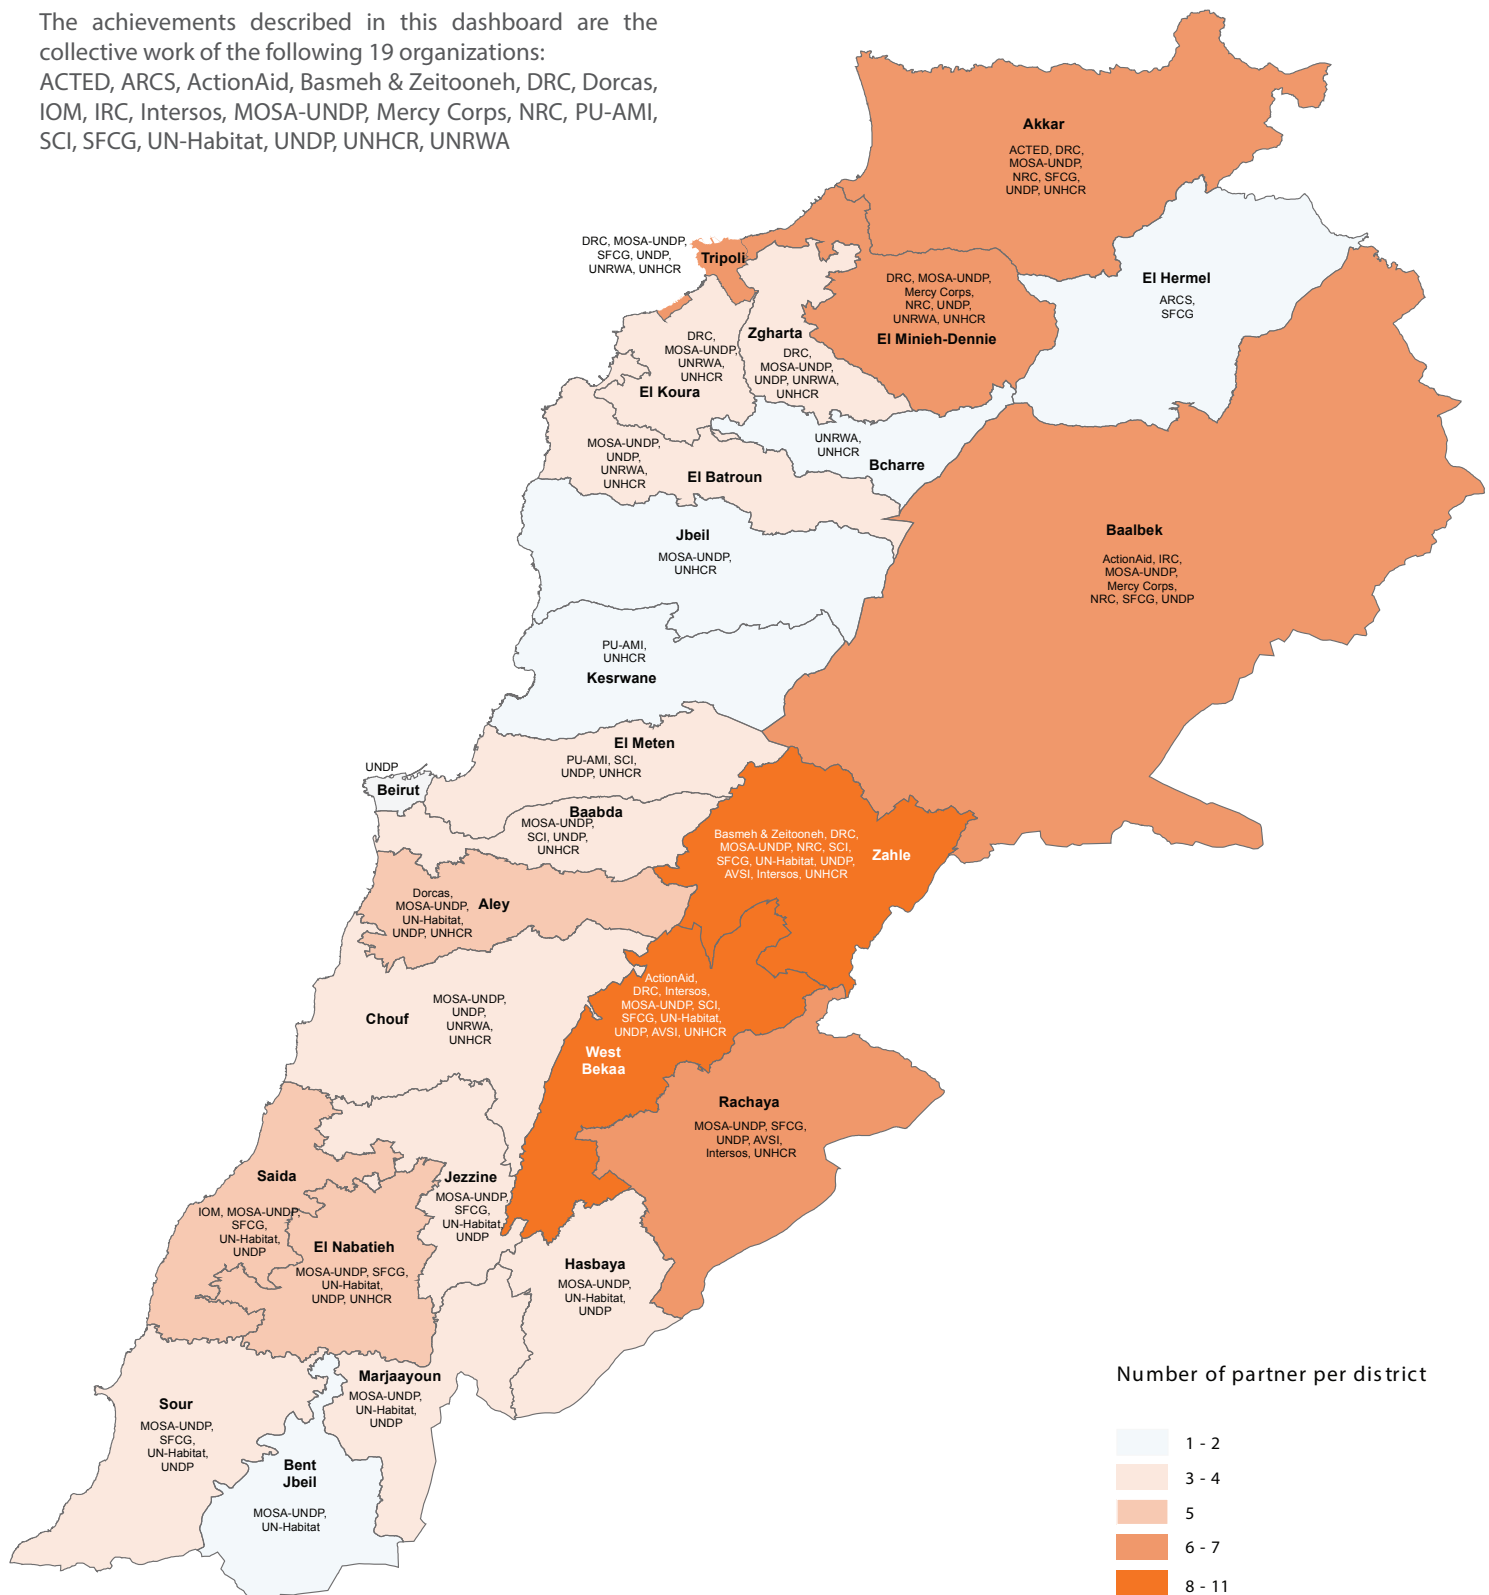 The achievements described in this dashboard are the
collective work of the following 19 organizations:
ACTED, ARCS, ActionAid, Basmeh & Zeitooneh, DRC, Dorcas,
IOM, IRC, Intersos, MOSA-UNDP, Mercy Corps, NRC, PU-AMI,
SCI, SFCG, UN-Habitat, UNDP, UNHCR, UNRWA
Akkar
ACTED, DRC,
MOSA-UNDP,
NRC, SFCG,
UNDP, UNHCR
DRC, MOSA-UNDP,
SFCG, UNDP,
UNRWA, UNHCR
Tripoli
El Hermel
ARCS,
SFCG
DRC, MOSA-UNDP,
Mercy Corps,
NRC, UNDP,
UNRWA, UNHCR
El Minieh-Dennie
Zgharta
DRC,
MOSA-UNDP,
UNDP, UNRWA,
UNHCR
DRC,
MOSA-UNDP,
UNRWA,
UNHCR
El Koura
UNRWA,
UNHCR
Bcharre
MOSA-UNDP,
UNDP,
UNRWA,
UNHCR
El Batroun
Jbeil
MOSA-UNDP,
UNHCR
Baalbek
ActionAid, IRC,
MOSA-UNDP,
Mercy Corps,
NRC, SFCG, UNDP
PU-AMI,
UNHCR
Kesrwane
El Meten
PU-AMI, SCI,
UNDP, UNHCR
UNDP
Beirut
Baabda
MOSA-UNDP,
SCI, UNDP,
UNHCR
Basmeh & Zeitooneh, DRC,
MOSA-UNDP, NRC, SCI,
SFCG, UN-Habitat, UNDP,
AVSI, Intersos, UNHCR
Zahle
Dorcas,
MOSA-UNDP,
UN-Habitat,
UNDP, UNHCR
Aley
ActionAid,
DRC, Intersos,
MOSA-UNDP, SCI,
SFCG, UN-Habitat,
UNDP, AVSI, UNHCR
West
Bekaa
Chouf
MOSA-UNDP,
UNDP,
UNRWA,
UNHCR
Rachaya
MOSA-UNDP, SFCG,
UNDP, AVSI,
Intersos, UNHCR
Saida
IOM, MOSA-UNDP,
SFCG,
UN-Habitat,
UNDP
Jezzine
MOSA-UNDP,
SFCG,
UN-Habitat,
UNDP
El Nabatieh
MOSA-UNDP, SFCG,
UN-Habitat,
UNDP, UNHCR
Hasbaya
MOSA-UNDP,
UN-Habitat,
UNDP
Marjaayoun
MOSA-UNDP,
UN-Habitat,
UNDP
Sour
MOSA-UNDP,
SFCG,
UN-Habitat,
UNDP
Bent
Jbeil
MOSA-UNDP,
UN-Habitat
Number of partner per district
1 - 2
3 - 4
5
6 - 7
8 - 11